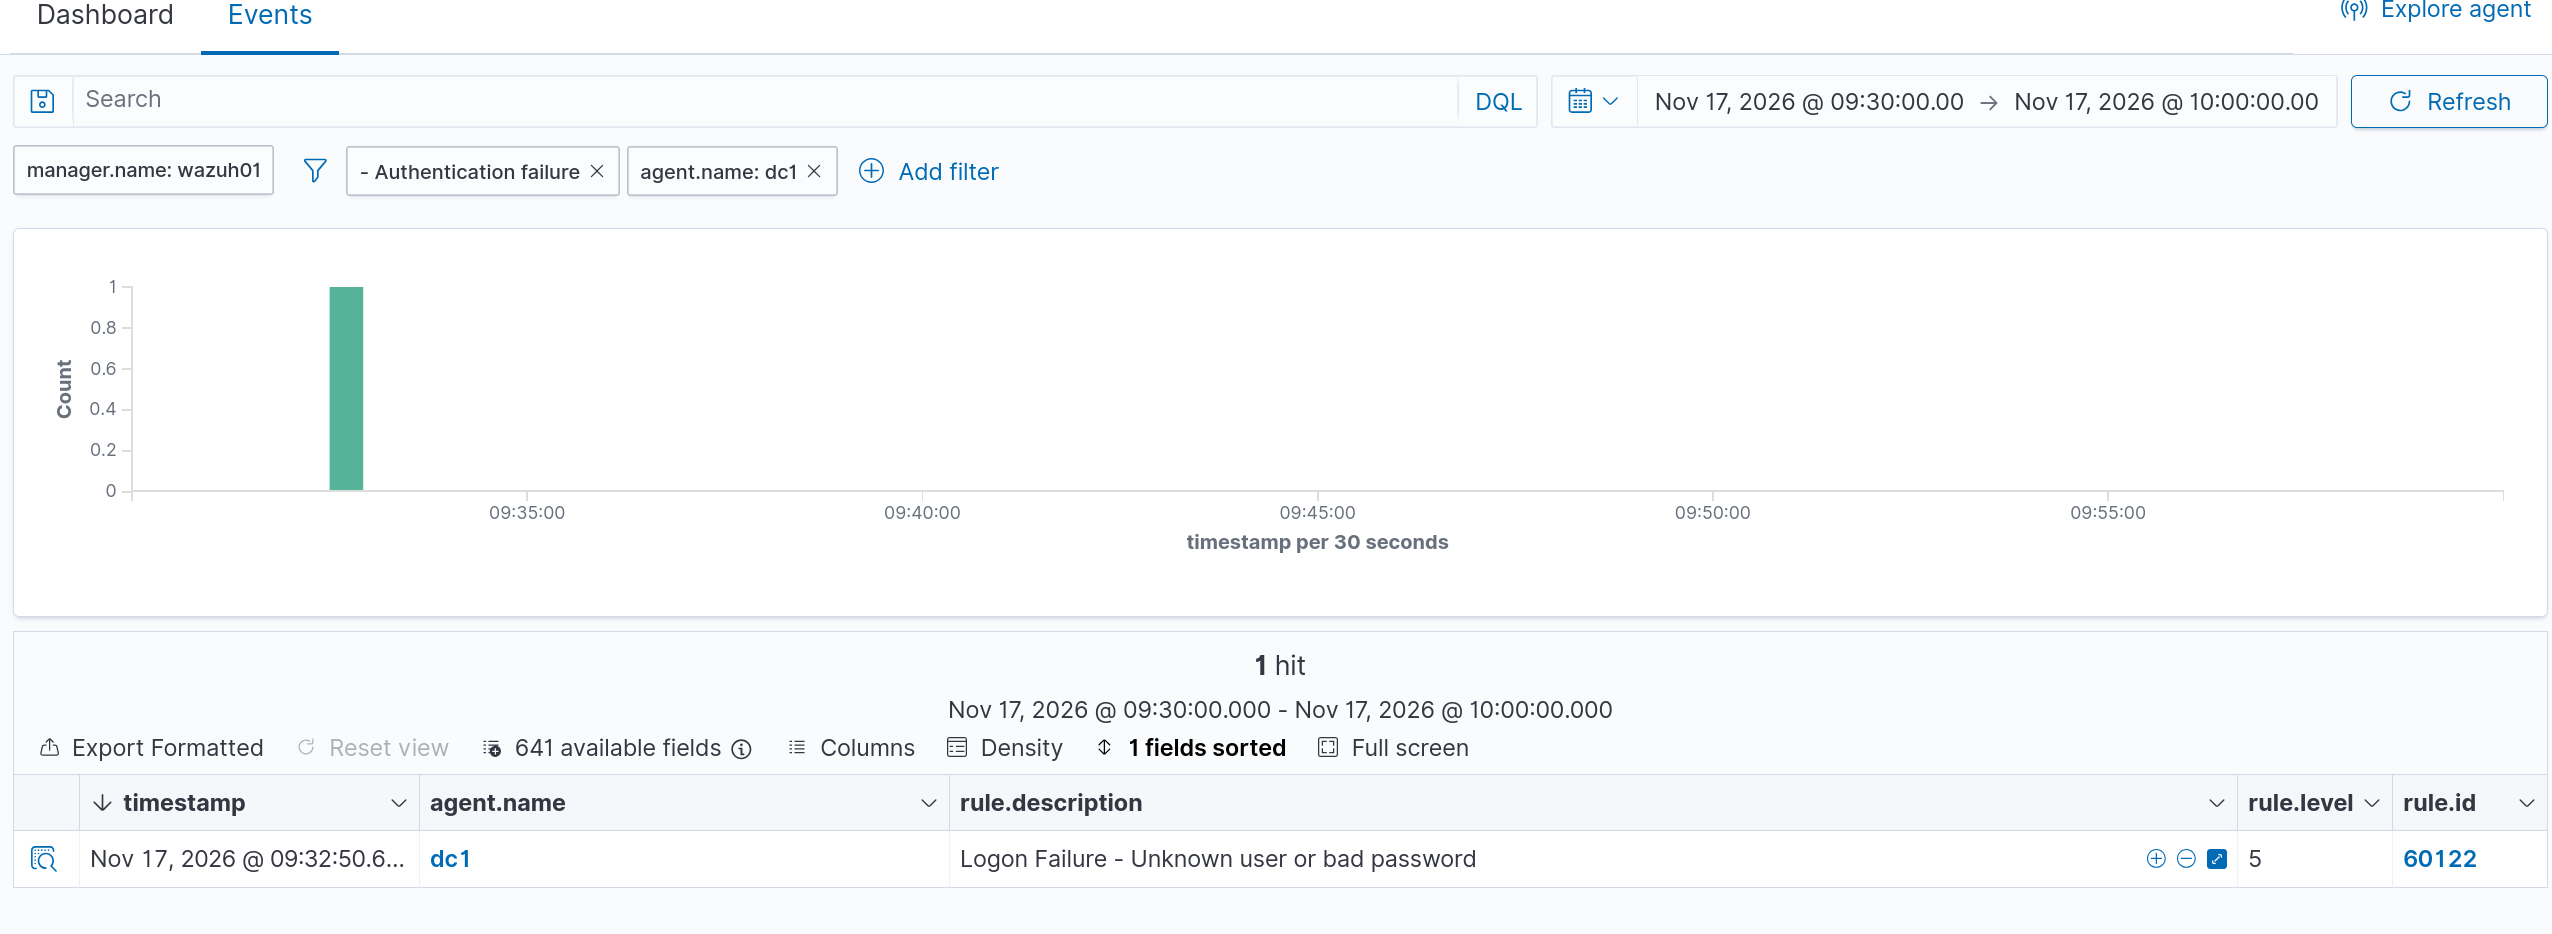 Dashboard Events Explore agent
Search DQL Nov 17, 2026 @ 09:30:00.00 → Nov 17, 2026 @ 10:00:00.00 Refresh
manager.name: wazuh01 - Authentication failure agent.name: dc1 Add filter
1
0.8
0.6
0.4
0.2
0
Count
09:35:00 09:40:00 09:45:00 09:50:00 09:55:00
timestamp per 30 seconds
1 hit
Nov 17, 2026 @ 09:30:00.000 - Nov 17, 2026 @ 10:00:00.000
Export Formatted Reset view 641 available fields Columns Density 1 fields sorted Full screen
timestamp agent.name rule.description rule.level rule.id
Nov 17, 2026 @ 09:32:50.6... dc1 Logon Failure - Unknown user or bad password 5 60122